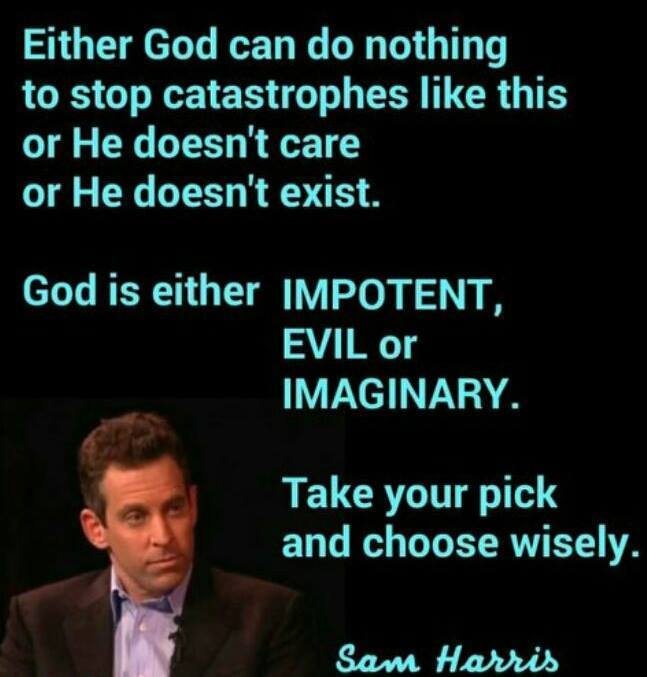 Either God can do nothing
to stop catastrophes like this
or He doesn't care
or He doesn't exist.
God is either IMPOTENT,
EVIL or
IMAGINARY.
Take your pick
and choose wisely.
Sam Harris